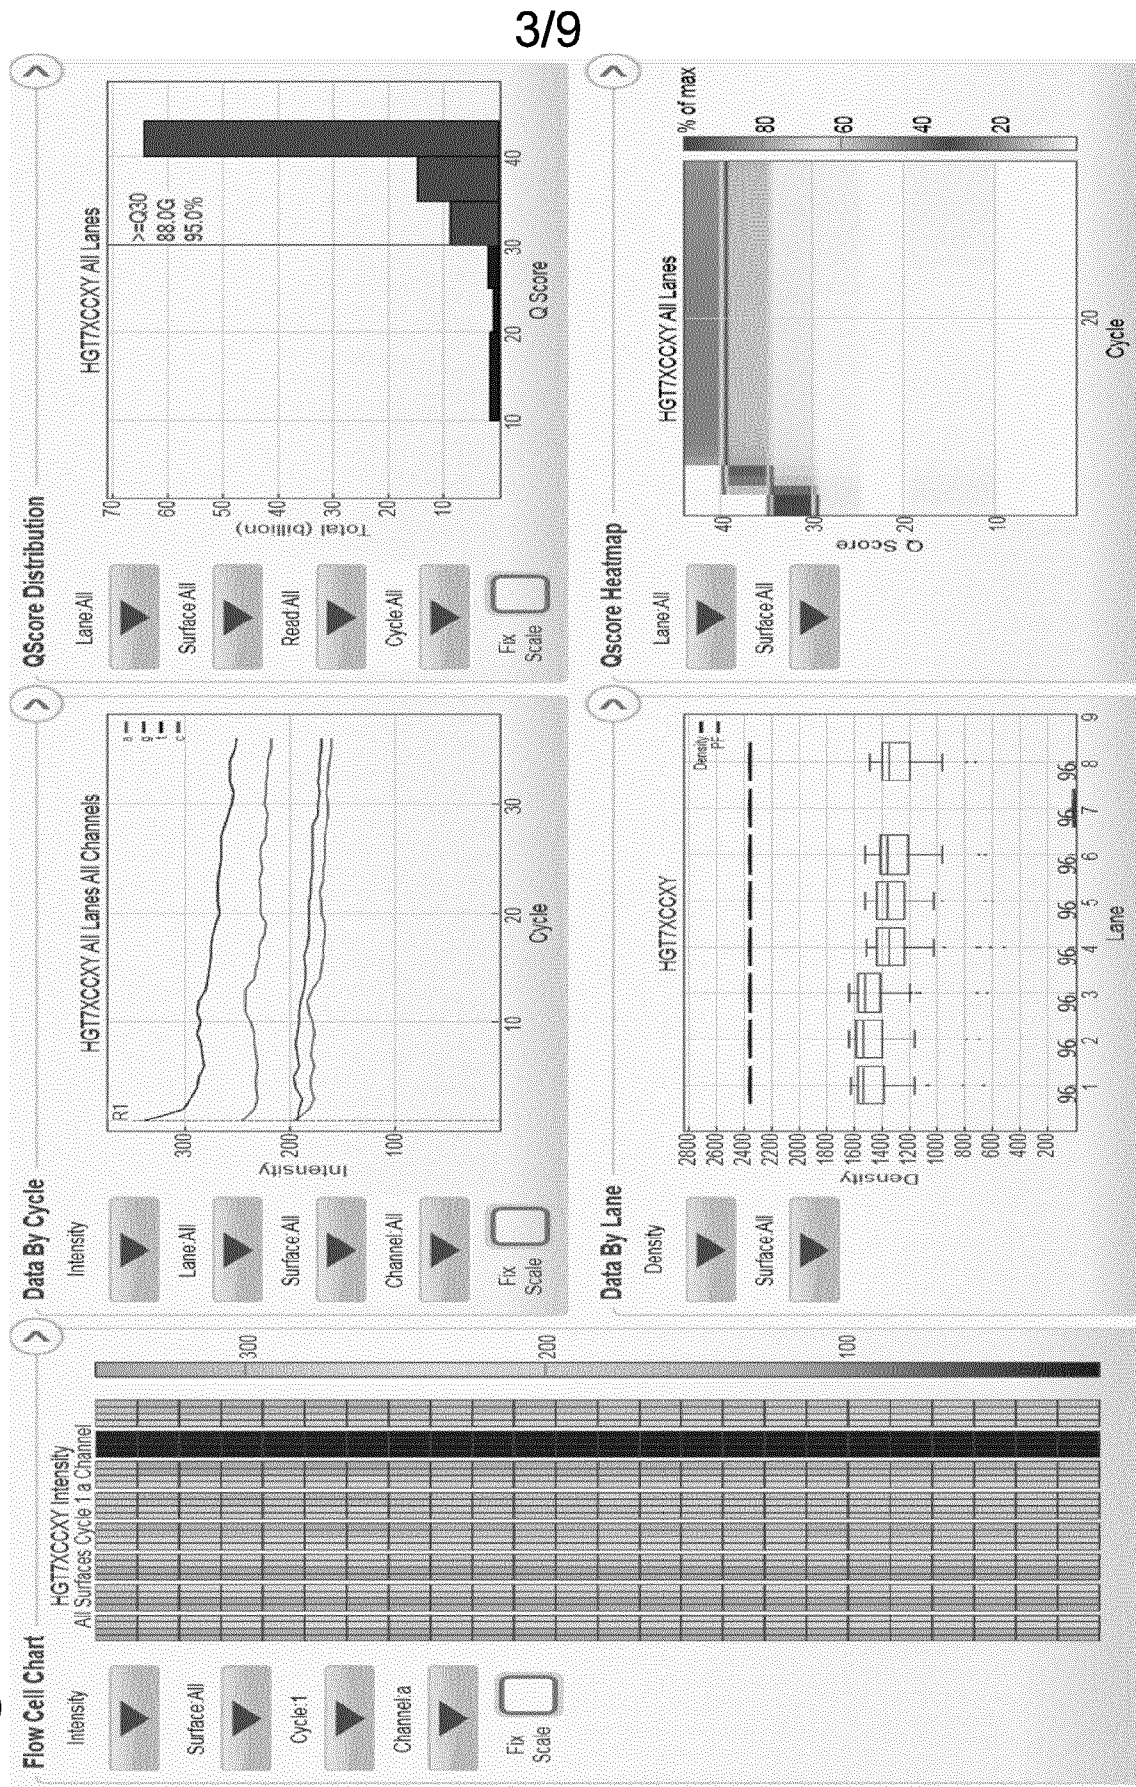 3/9
Flow Cell Chart
Intensity
Surface:All
Cycle:1
Channel:a
Fix
Scale
HGT7XCCXY Intensity
All Surfaces Cycle 1 a Channel
300
200
100
Data By Cycle
Intensity
Lane:All
Surface:All
Channel:All
Fix
Scale
HGT7XCCXY All Lanes All Channels
R1
a
g
t
c
300
200
100
Intensity
10
20
30
Cycle
QScore Distribution
Lane:All
Surface:All
Read:All
Cycle:All
Fix
Scale
HGT7XCCXY All Lanes
>=Q30
88.0G
95.0%
70
60
50
40
30
20
10
Total (billion)
10
20
30
40
Q Score
Data By Lane
Density
Surface:All
HGT7XCCXY
Density
PF
2800
2600
2400
2200
2000
1800
1600
1400
1200
1000
800
600
400
200
Density
96 96 96 96 96 96 96 96
1 2 3 4 5 6 7 8 9
Lane
Qscore Heatmap
Lane:All
Surface:All
HGT7XCCXY All Lanes
% of max
80
60
40
20
40
30
20
10
Q Score
20
Cycle